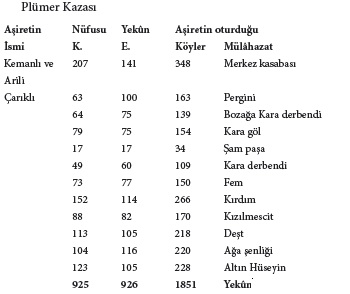 Plümer Kazası
Aşiretin Nüfusu Yekûn Aşiretin oturduğu
İsmi K. E. Köyler Mülâhazat
Kemanlı ve 207 141 348 Merkez kasabası
Arili
Çarıklı 63 100 163 Pergini
64 75 139 Bozağa Kara derbendi
79 75 154 Kara göl
17 17 34 Şam paşa
49 60 109 Kara derbendi
73 77 150 Fem
152 114 266 Kırdım
88 82 170 Kızılmescit
113 105 218 Deşt
104 116 220 Ağa şenliği
123 105 228 Altın Hüseyin
925 926 1851 Yekûn